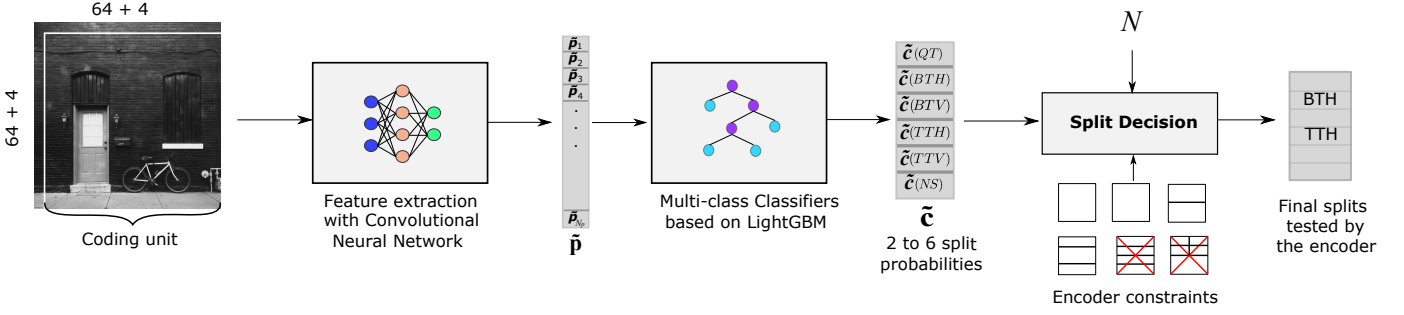 64 + 4
64 + 4
Coding unit
Feature extraction
with Convolutional
Neural Network
p̃₁
p̃₂
p̃₃
p̃₄
.
.
.
p̃_{N_p}
p̃
Multi-class Classifiers
based on LightGBM
c̃(QT)
c̃(BTH)
c̃(BTV)
c̃(TTH)
c̃(TTV)
c̃(NS)
c̃
2 to 6 split
probabilities
N
Split Decision
Encoder constraints
BTH
TTH
Final splits
tested by
the encoder